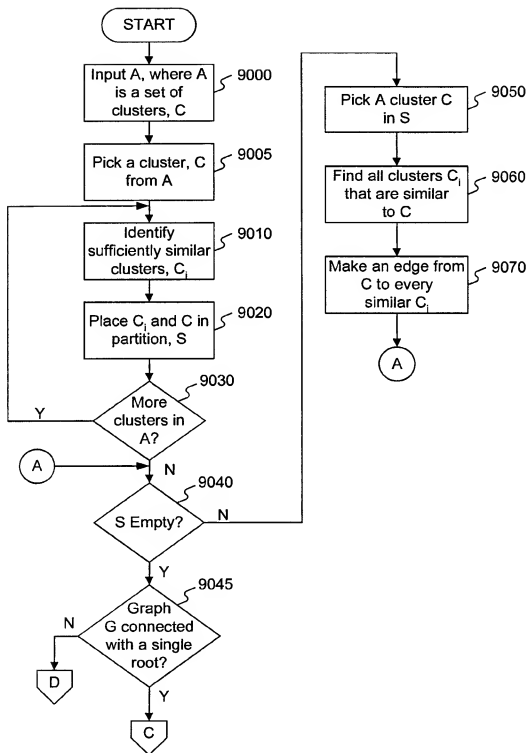 START
Input A, where A
is a set of
clusters, C
9000
Pick a cluster, C
from A
9005
Identify
sufficiently similar
clusters, Ci
9010
Place Ci and C in
partition, S
9020
More
clusters in
A?
9030
Y
N
A
S Empty?
9040
N
Y
Graph
G connected
with a single
root?
9045
N
D
Y
C
Pick A cluster C
in S
9050
Find all clusters Ci
that are similar
to C
9060
Make an edge from
C to every
similar Ci
9070
A